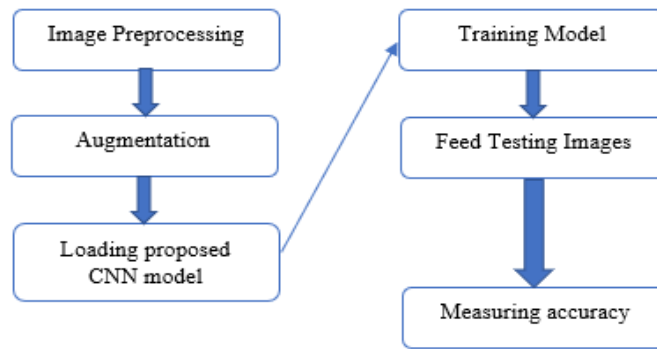 Image Preprocessing
Augmentation
Loading proposed
CNN model
Training Model
Feed Testing Images
Measuring accuracy